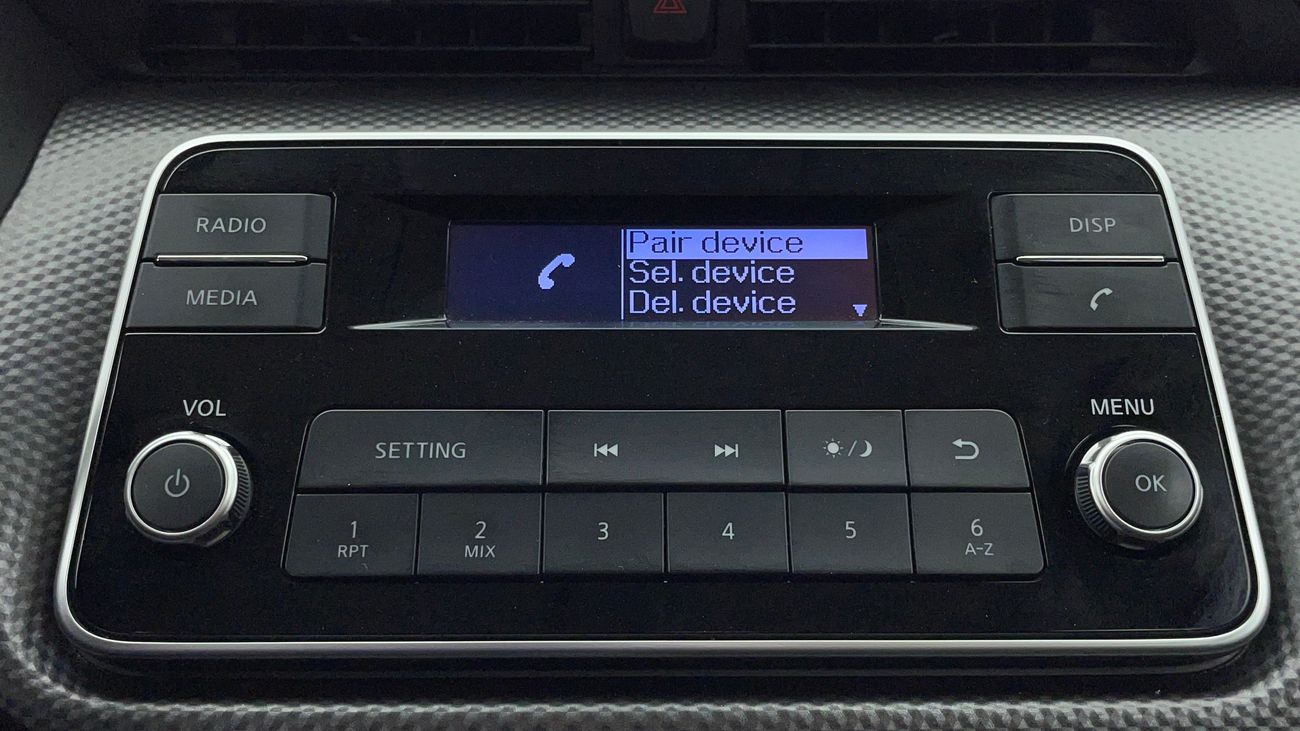 RADIO
MEDIA
Pair device
Sel. device
Del. device
DISP
VOL
MENU
SETTING
OK
1
RPT
2
MIX
3
4
5
6
A-Z